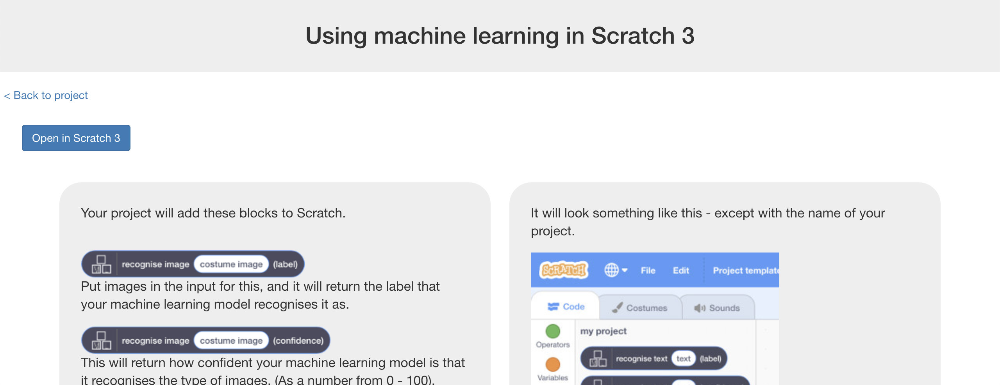 Using machine learning in Scratch 3
< Back to project
Open in Scratch 3
Your project will add these blocks to Scratch.
recognise image costume image (label)
Put images in the input for this, and it will return the label that
your machine learning model recognises it as.
recognise image costume image (confidence)
This will return how confident your machine learning model is that
it recognises the type of images. (As a number from 0 - 100).
It will look something like this - except with the name of your
project.
SCRATCH File Edit Project template
Code Costumes Sounds
my project
Operators
recognise text text (label)
Variables